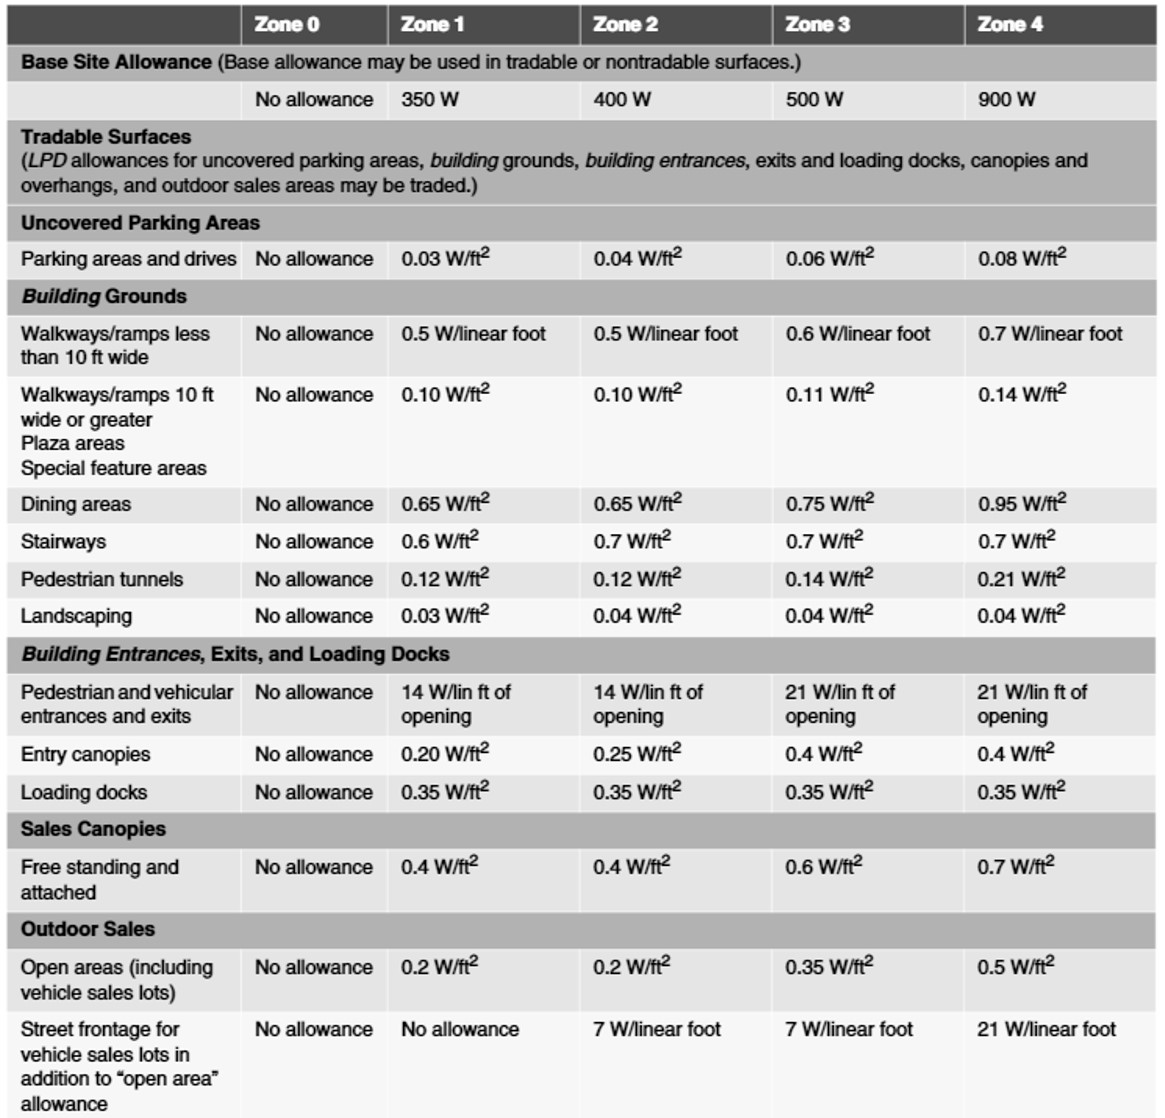 Zone 0 Zone 1 Zone 2 Zone 3 Zone 4
Base Site Allowance (Base allowance may be used in tradable or nontradable surfaces.)
No allowance 350 W 400 W 500 W 900 W
Tradable Surfaces
(LPD allowances for uncovered parking areas, building grounds, building entrances, exits and loading docks, canopies and
overhangs, and outdoor sales areas may be traded.)
Uncovered Parking Areas
Parking areas and drives No allowance 0.03 W/ft² 0.04 W/ft² 0.06 W/ft² 0.08 W/ft²
Building Grounds
Walkways/ramps less No allowance 0.5 W/linear foot 0.5 W/linear foot 0.6 W/linear foot 0.7 W/linear foot
than 10 ft wide
Walkways/ramps 10 ft No allowance 0.10 W/ft² 0.10 W/ft² 0.11 W/ft² 0.14 W/ft²
wide or greater
Plaza areas
Special feature areas
Dining areas No allowance 0.65 W/ft² 0.65 W/ft² 0.75 W/ft² 0.95 W/ft²
Stairways No allowance 0.6 W/ft² 0.7 W/ft² 0.7 W/ft² 0.7 W/ft²
Pedestrian tunnels No allowance 0.12 W/ft² 0.12 W/ft² 0.14 W/ft² 0.21 W/ft²
Landscaping No allowance 0.03 W/ft² 0.04 W/ft² 0.04 W/ft² 0.04 W/ft²
Building Entrances, Exits, and Loading Docks
Pedestrian and vehicular No allowance 14 W/lin ft of 14 W/lin ft of 21 W/lin ft of 21 W/lin ft of
entrances and exits opening opening opening opening
Entry canopies No allowance 0.20 W/ft² 0.25 W/ft² 0.4 W/ft² 0.4 W/ft²
Loading docks No allowance 0.35 W/ft² 0.35 W/ft² 0.35 W/ft² 0.35 W/ft²
Sales Canopies
Free standing and No allowance 0.4 W/ft² 0.4 W/ft² 0.6 W/ft² 0.7 W/ft²
attached
Outdoor Sales
Open areas (including No allowance 0.2 W/ft² 0.2 W/ft² 0.35 W/ft² 0.5 W/ft²
vehicle sales lots)
Street frontage for No allowance No allowance 7 W/linear foot 7 W/linear foot 21 W/linear foot
vehicle sales lots in
addition to “open area”
allowance